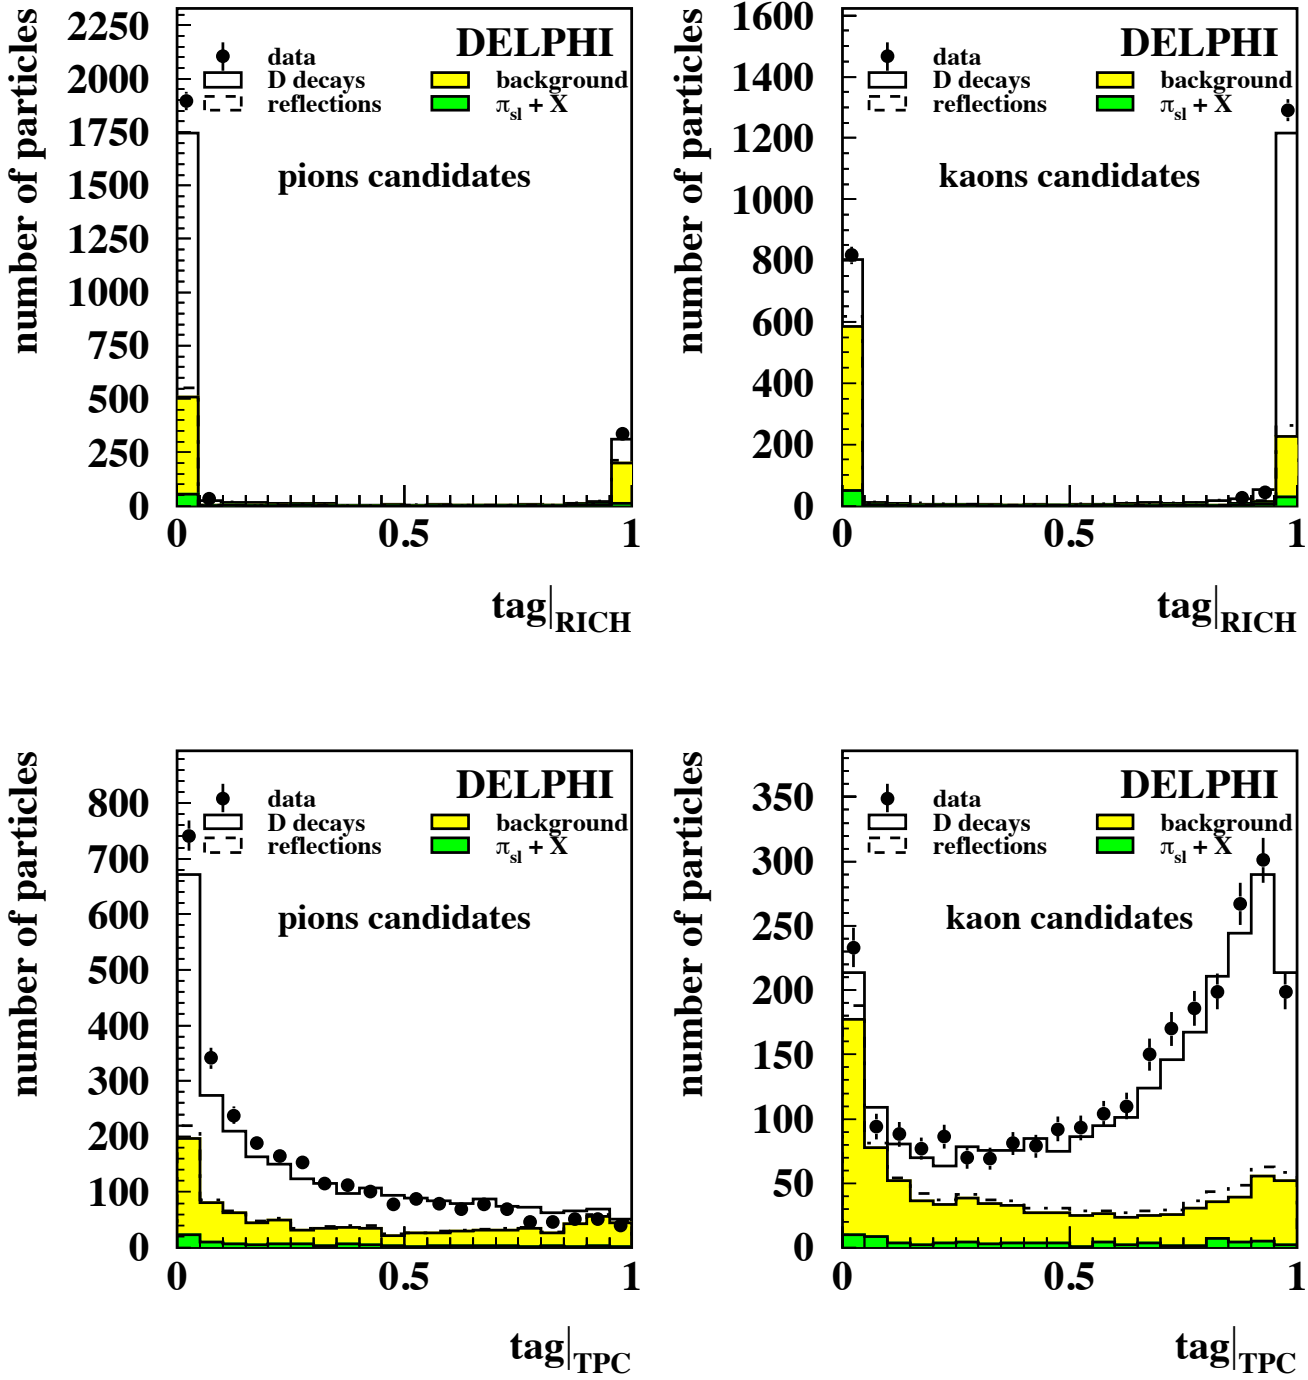 number of particles
2250
2000
1750
1500
1250
1000
750
500
250
0
DELPHI
data
D decays
background
reflections
π_sl + X
pions candidates
0 0.5 1
tag|RICH
number of particles
1600
1400
1200
1000
800
600
400
200
0
DELPHI
data
D decays
background
reflections
π_sl + X
kaons candidates
0 0.5 1
tag|RICH
number of particles
800
700
600
500
400
300
200
100
0
DELPHI
data
D decays
background
reflections
π_sl + X
pions candidates
0 0.5 1
tag|TPC
number of particles
350
300
250
200
150
100
50
0
DELPHI
data
D decays
background
reflections
π_sl + X
kaon candidates
0 0.5 1
tag|TPC